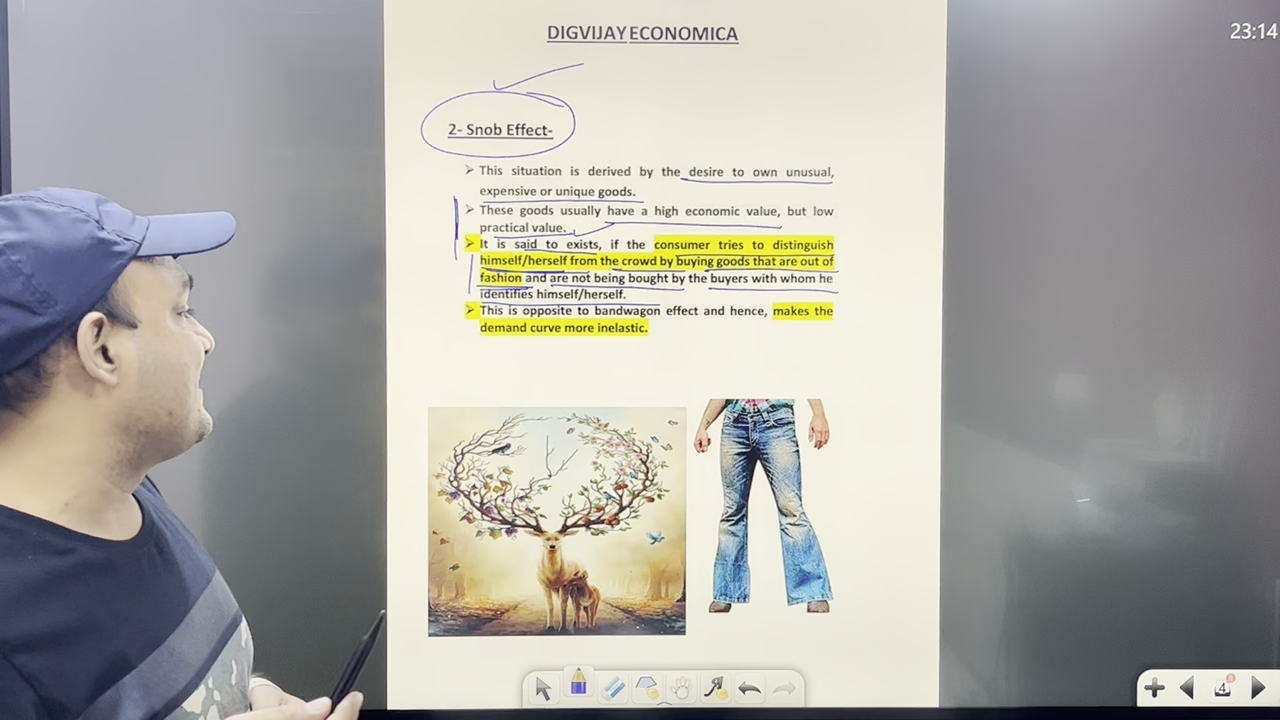 DIGVIJAY ECONOMICA
23:14
2- Snob Effect-
➢ This situation is derived by the desire to own unusual,
expensive or unique goods.
➢ These goods usually have a high economic value, but low
practical value.
➢ It is said to exists, if the consumer tries to distinguish
himself/herself from the crowd by buying goods that are out of
fashion and are not being bought by the buyers with whom he
identifies himself/herself.
➢ This is opposite to bandwagon effect and hence, makes the
demand curve more inelastic.
4